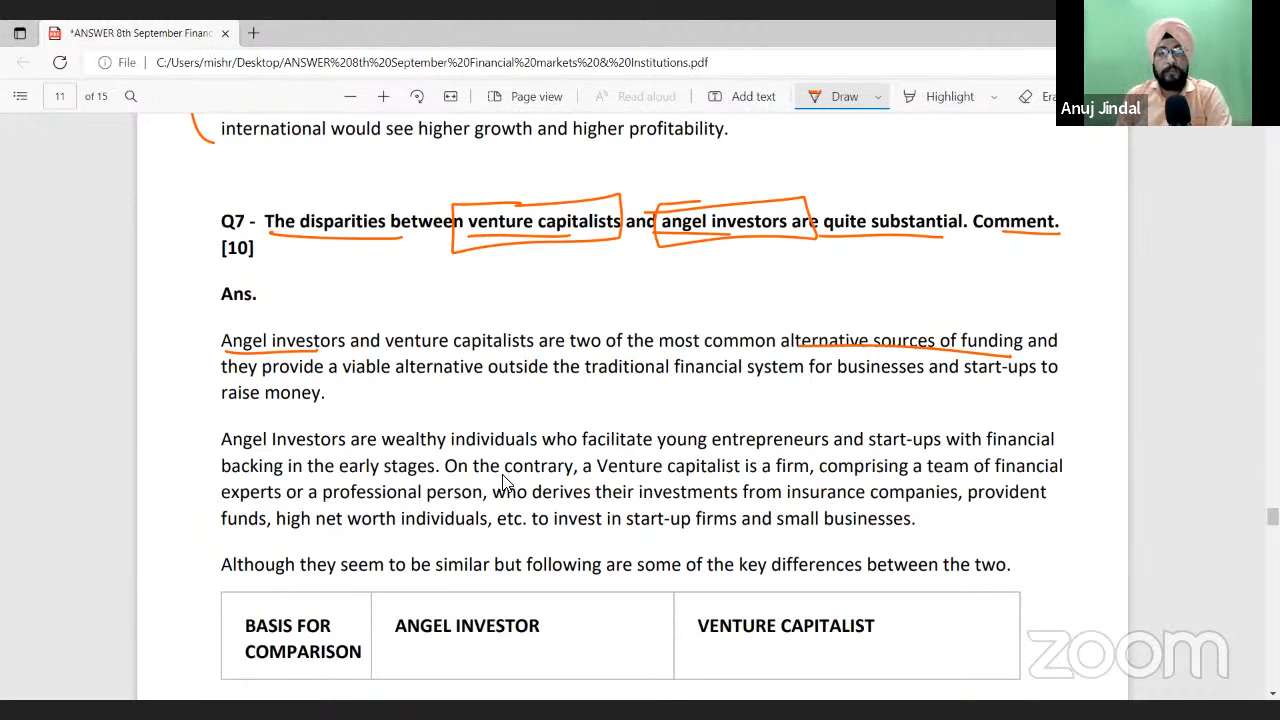 *ANSWER 8th September Financ
File C:/Users/mishr/Desktop/ANSWER%208th%20September%20Financial%20markets%20&%20Institutions.pdf
11 of 15 Page view Read aloud Add text Draw Highlight Era
Anuj Jindal
international would see higher growth and higher profitability.
Q7 - The disparities between venture capitalists and angel investors are quite substantial. Comment.
[10]
Ans.
Angel investors and venture capitalists are two of the most common alternative sources of funding and
they provide a viable alternative outside the traditional financial system for businesses and start-ups to
raise money.
Angel Investors are wealthy individuals who facilitate young entrepreneurs and start-ups with financial
backing in the early stages. On the contrary, a Venture capitalist is a firm, comprising a team of financial
experts or a professional person, who derives their investments from insurance companies, provident
funds, high net worth individuals, etc. to invest in start-up firms and small businesses.
Although they seem to be similar but following are some of the key differences between the two.
BASIS FOR ANGEL INVESTOR VENTURE CAPITALIST
COMPARISON
zoom